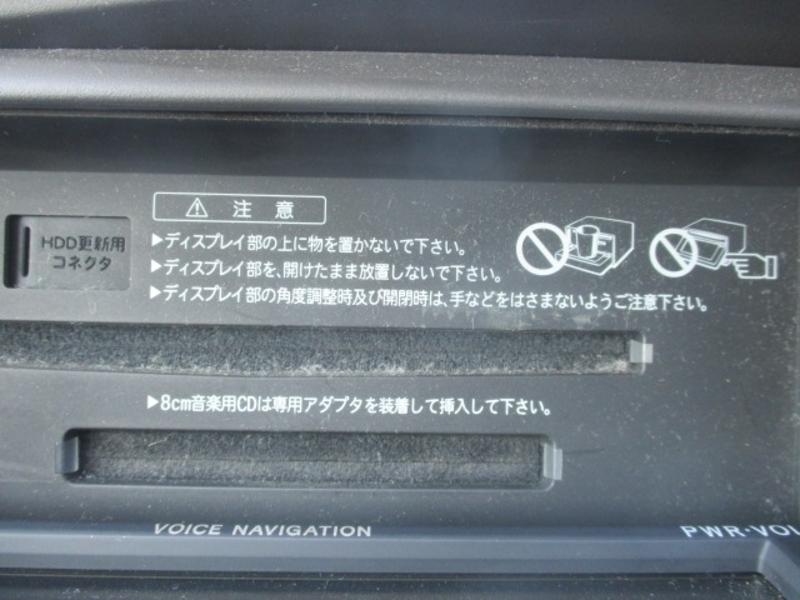 ⚠ 注意
HDD更新用
コネクタ
▶ディスプレイ部の上に物を置かないで下さい。
▶ディスプレイ部を、開けたまま放置しないで下さい。
▶ディスプレイ部の角度調整時及び開閉時は、手などをはさまないようご注意下さい。
▶8cm音楽用CDは専用アダプタを装着して挿入して下さい。
VOICE NAVIGATION
PWR·VOL